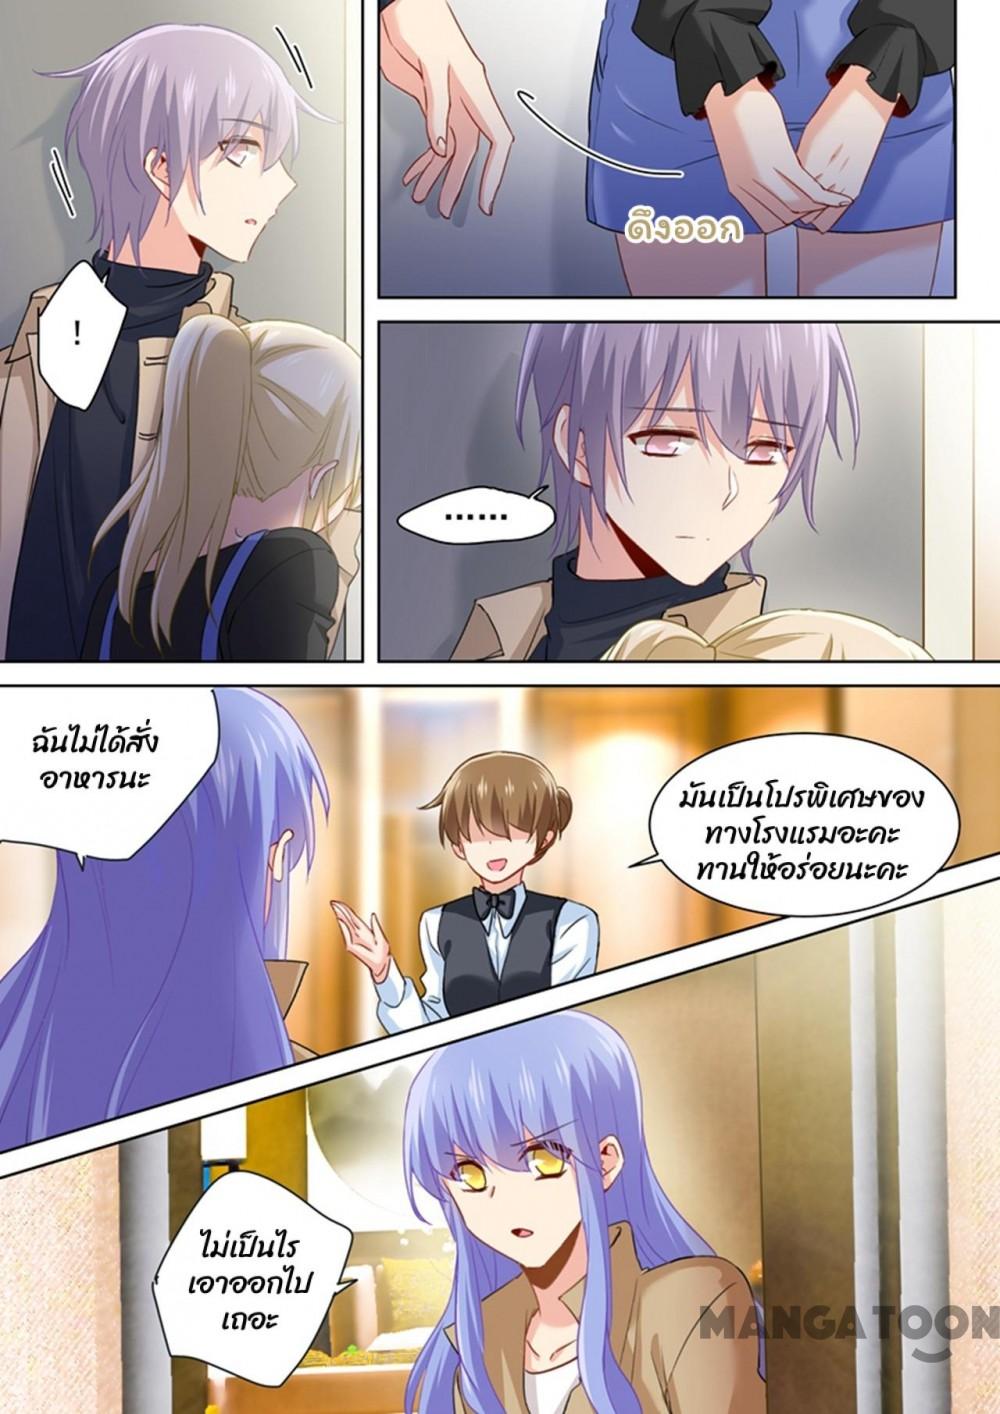 ดึงออก
!
......
ฉันไม่ได้สั่ง
อาหารนะ
มันเป็นโปรพิเศษของ
ทางโรงแรมอะคะ
ทานให้อร่อยนะคะ
ไม่เป็นไร
เอาออกไป
เถอะ
MANGATOON